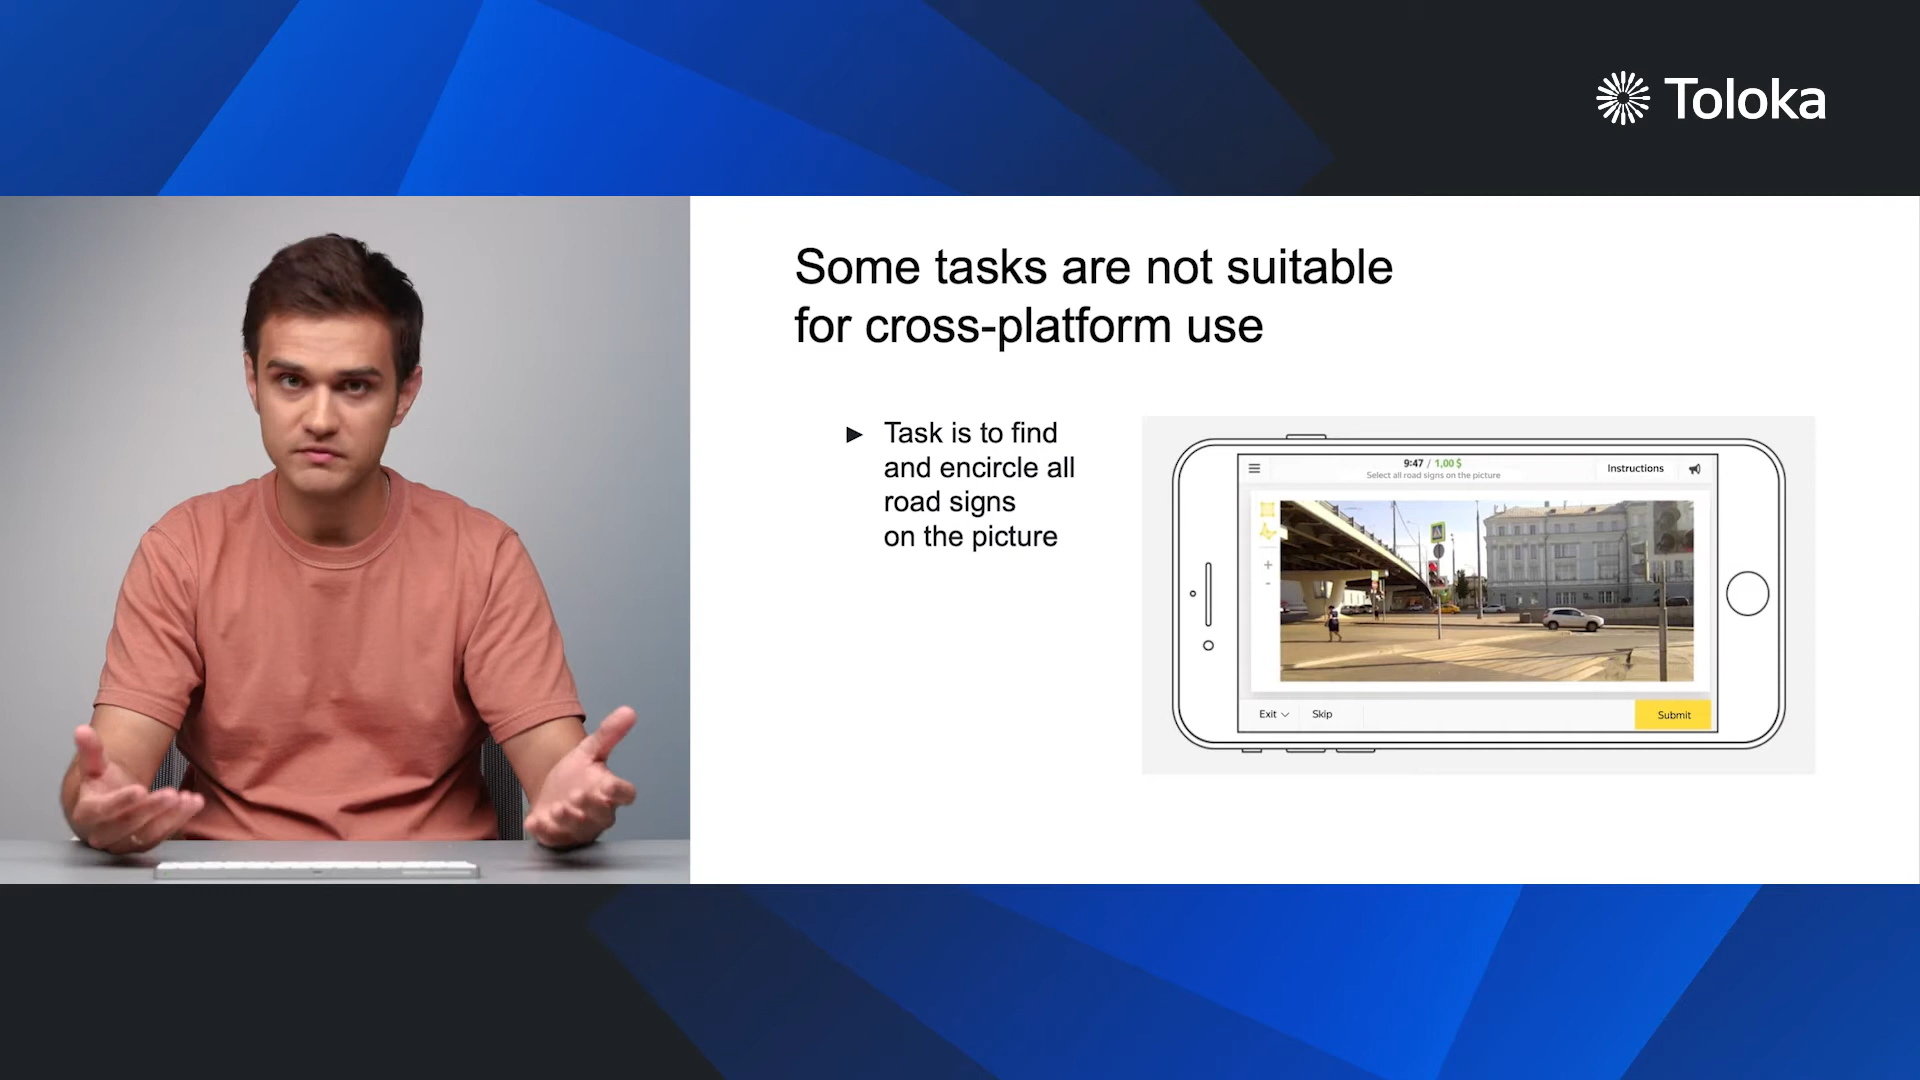 Toloka
Some tasks are not suitable
for cross-platform use
► Task is to find
and encircle all
road signs
on the picture
9:47 / 1,00 $
Select all road signs on the picture
Instructions
Exit
Skip
Submit